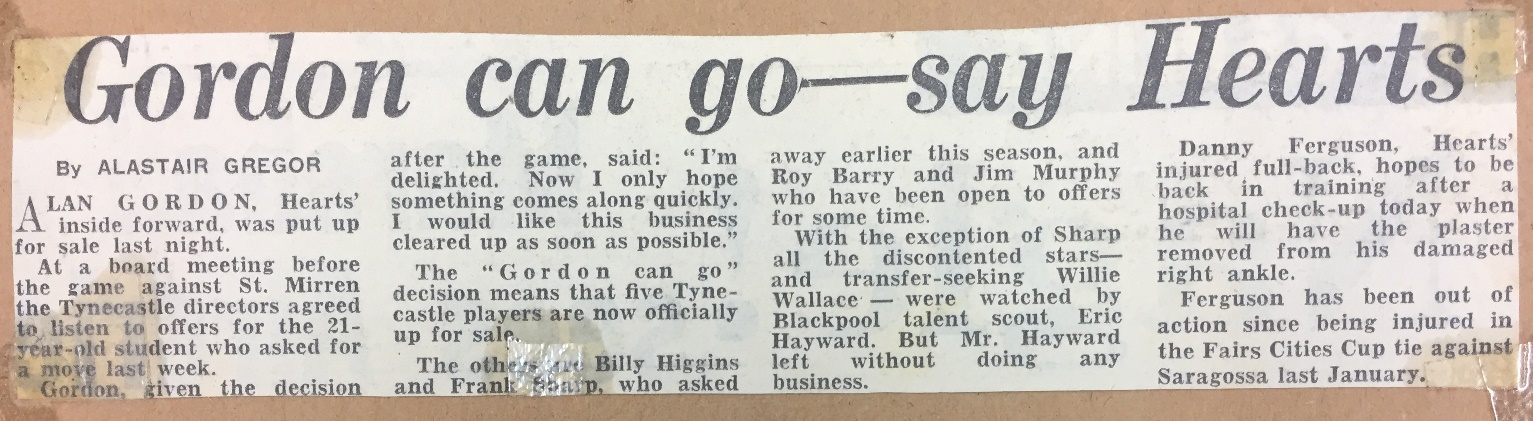 Gordon can go—say Hearts
By ALASTAIR GREGOR
ALAN GORDON, Hearts'
inside forward, was put up
for sale last night.
At a board meeting before
the game against St. Mirren
the Tynecastle directors agreed
to listen to offers for the 21-
year-old student who asked for
a move last week.
Gordon, given the decision
after the game, said: “I'm
delighted. Now I only hope
something comes along quickly.
I would like this business
cleared up as soon as possible.”
The “Gordon can go”
decision means that five Tyne-
castle players are now officially
up for sale.
The others are Billy Higgins
and Frank Sharp, who asked
away earlier this season, and
Roy Barry and Jim Murphy
who have been open to offers
for some time.
With the exception of Sharp
all the discontented stars—
and transfer-seeking Willie
Wallace — were watched by
Blackpool talent scout, Eric
Hayward. But Mr. Hayward
left without doing any
business.
Danny Ferguson, Hearts'
injured full-back, hopes to be
back in training after a
hospital check-up today when
he will have the plaster
removed from his damaged
right ankle.
Ferguson has been out of
action since being injured in
the Fairs Cities Cup tie against
Saragossa last January.